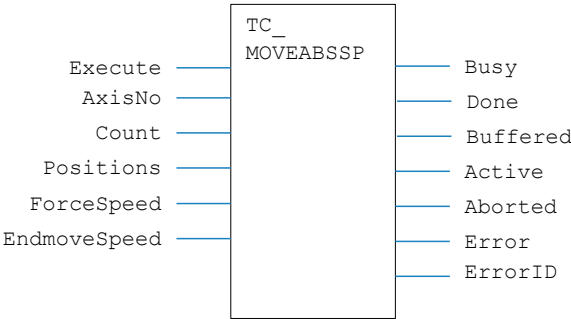 TC_
MOVEABSSP
Execute
AxisNo
Count
Positions
ForceSpeed
EndmoveSpeed
Busy
Done
Buffered
Active
Aborted
Error
ErrorID